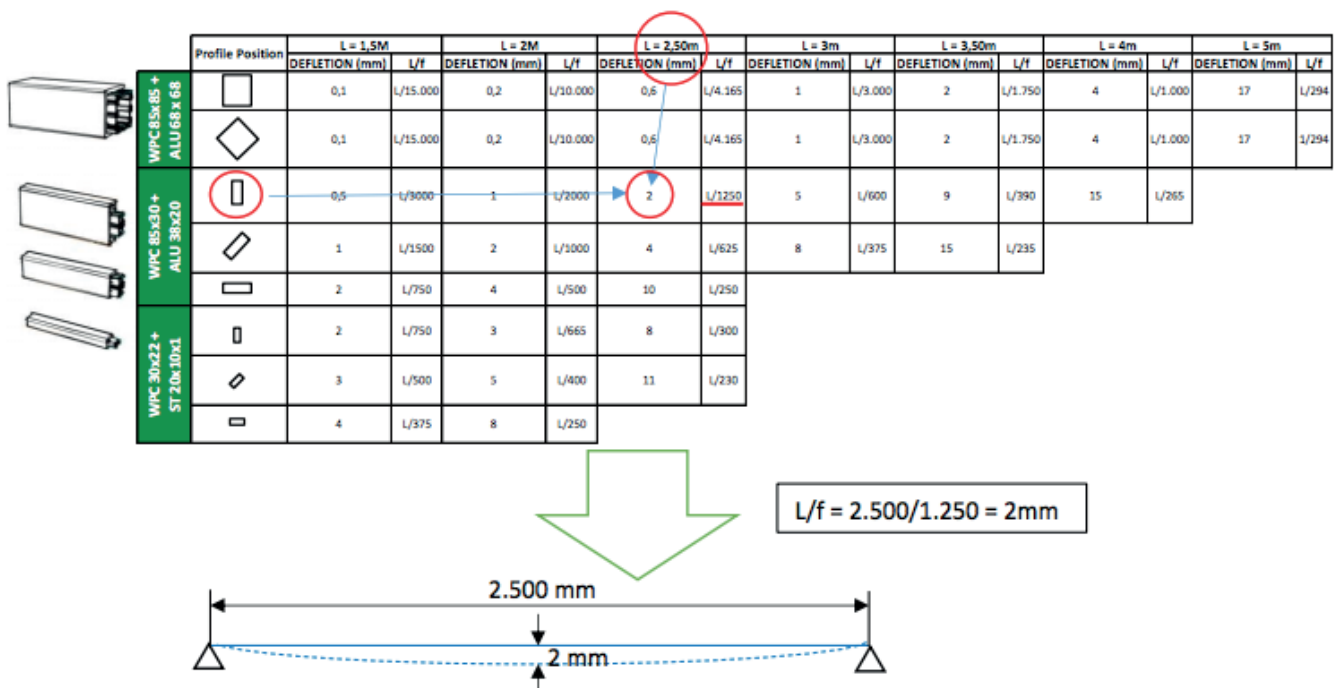 L = 1,5M L = 2M L = 2,50m L = 3m L = 3,50m L = 4m L = 5m
Profile Position DEFLETION (mm) L/f DEFLETION (mm) L/f DEFLETION (mm) L/f DEFLETION (mm) L/f DEFLETION (mm) L/f DEFLETION (mm) L/f DEFLETION (mm) L/f
WPC 85x85 +
ALU 68 x 68
0,1 L/15.000 0,2 L/10.000 0,6 L/4.165 1 L/3.000 2 L/1.750 4 L/1.000 17 L/294
0,1 L/15.000 0,2 L/10.000 0,6 L/4.165 1 L/3.000 2 L/1.750 4 L/1.000 17 1/294
WPC 85x30 +
ALU 38x20
0,5 L/3000 1 L/2000 2 L/1250 5 L/600 9 L/390 15 L/265
1 L/1500 2 L/1000 4 L/625 8 L/375 15 L/235
2 L/750 4 L/500 10 L/250
WPC 30x22 +
ST 20x10x1
2 L/750 3 L/665 8 L/300
3 L/500 5 L/400 11 L/230
4 L/375 8 L/250
L/f = 2.500/1.250 = 2mm
2.500 mm
2 mm